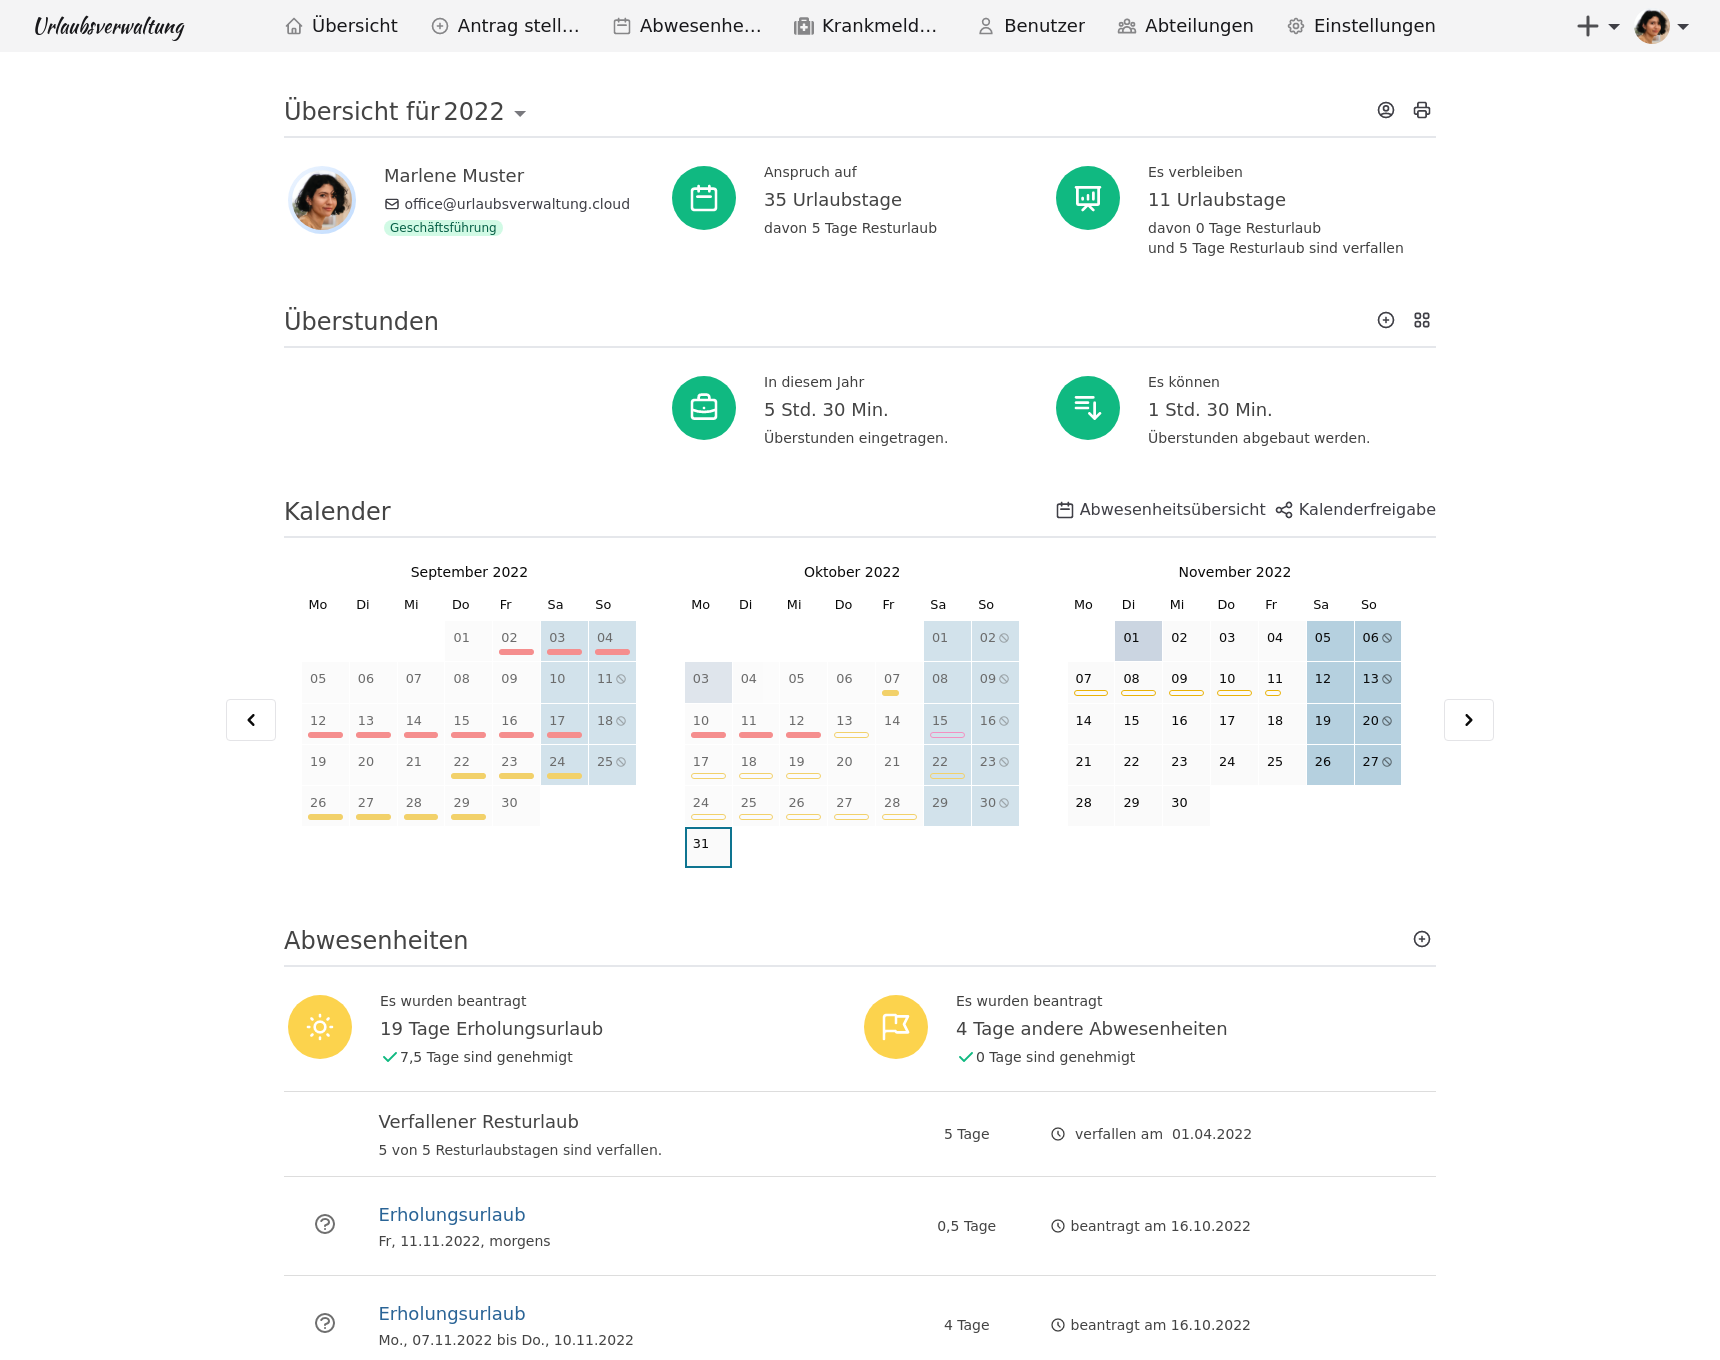 Urlaubsverwaltung
Übersicht
Antrag stell...
Abwesenhe...
Krankmeld...
Benutzer
Abteilungen
Einstellungen
Übersicht für 2022
Marlene Muster
office@urlaubsverwaltung.cloud
Geschäftsführung
Anspruch auf
35 Urlaubstage
davon 5 Tage Resturlaub
Es verbleiben
11 Urlaubstage
davon 0 Tage Resturlaub
und 5 Tage Resturlaub sind verfallen
Überstunden
In diesem Jahr
5 Std. 30 Min.
Überstunden eingetragen.
Es können
1 Std. 30 Min.
Überstunden abgebaut werden.
Kalender
Abwesenheitsübersicht Kalenderfreigabe
September 2022
Mo Di Mi Do Fr Sa So
01 02 03 04
05 06 07 08 09 10 11
12 13 14 15 16 17 18
19 20 21 22 23 24 25
26 27 28 29 30
Oktober 2022
Mo Di Mi Do Fr Sa So
01 02
03 04 05 06 07 08 09
10 11 12 13 14 15 16
17 18 19 20 21 22 23
24 25 26 27 28 29 30
31
November 2022
Mo Di Mi Do Fr Sa So
01 02 03 04 05 06
07 08 09 10 11 12 13
14 15 16 17 18 19 20
21 22 23 24 25 26 27
28 29 30
Abwesenheiten
Es wurden beantragt
19 Tage Erholungsurlaub
7,5 Tage sind genehmigt
Es wurden beantragt
4 Tage andere Abwesenheiten
0 Tage sind genehmigt
Verfallener Resturlaub
5 von 5 Resturlaubstagen sind verfallen.
5 Tage
verfallen am 01.04.2022
Erholungsurlaub
Fr, 11.11.2022, morgens
0,5 Tage
beantragt am 16.10.2022
Erholungsurlaub
Mo., 07.11.2022 bis Do., 10.11.2022
4 Tage
beantragt am 16.10.2022